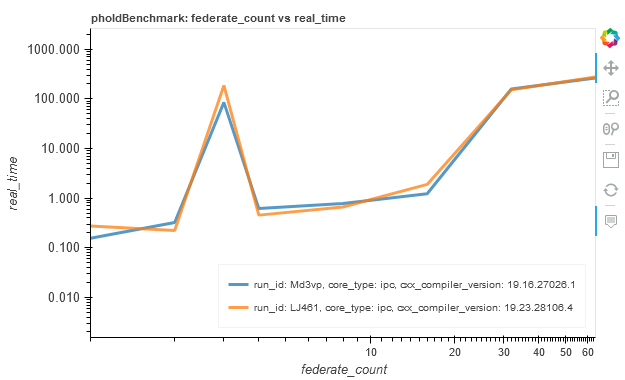 pholdBenchmark: federate_count vs real_time
1000.000
100.000
10.000
1.000
0.100
0.010
real_time
run_id: Md3vp, core_type: ipc, cxx_compiler_version: 19.16.27026.1
run_id: LJ461, core_type: ipc, cxx_compiler_version: 19.23.28106.4
10 20 30 40 50 60
federate_count